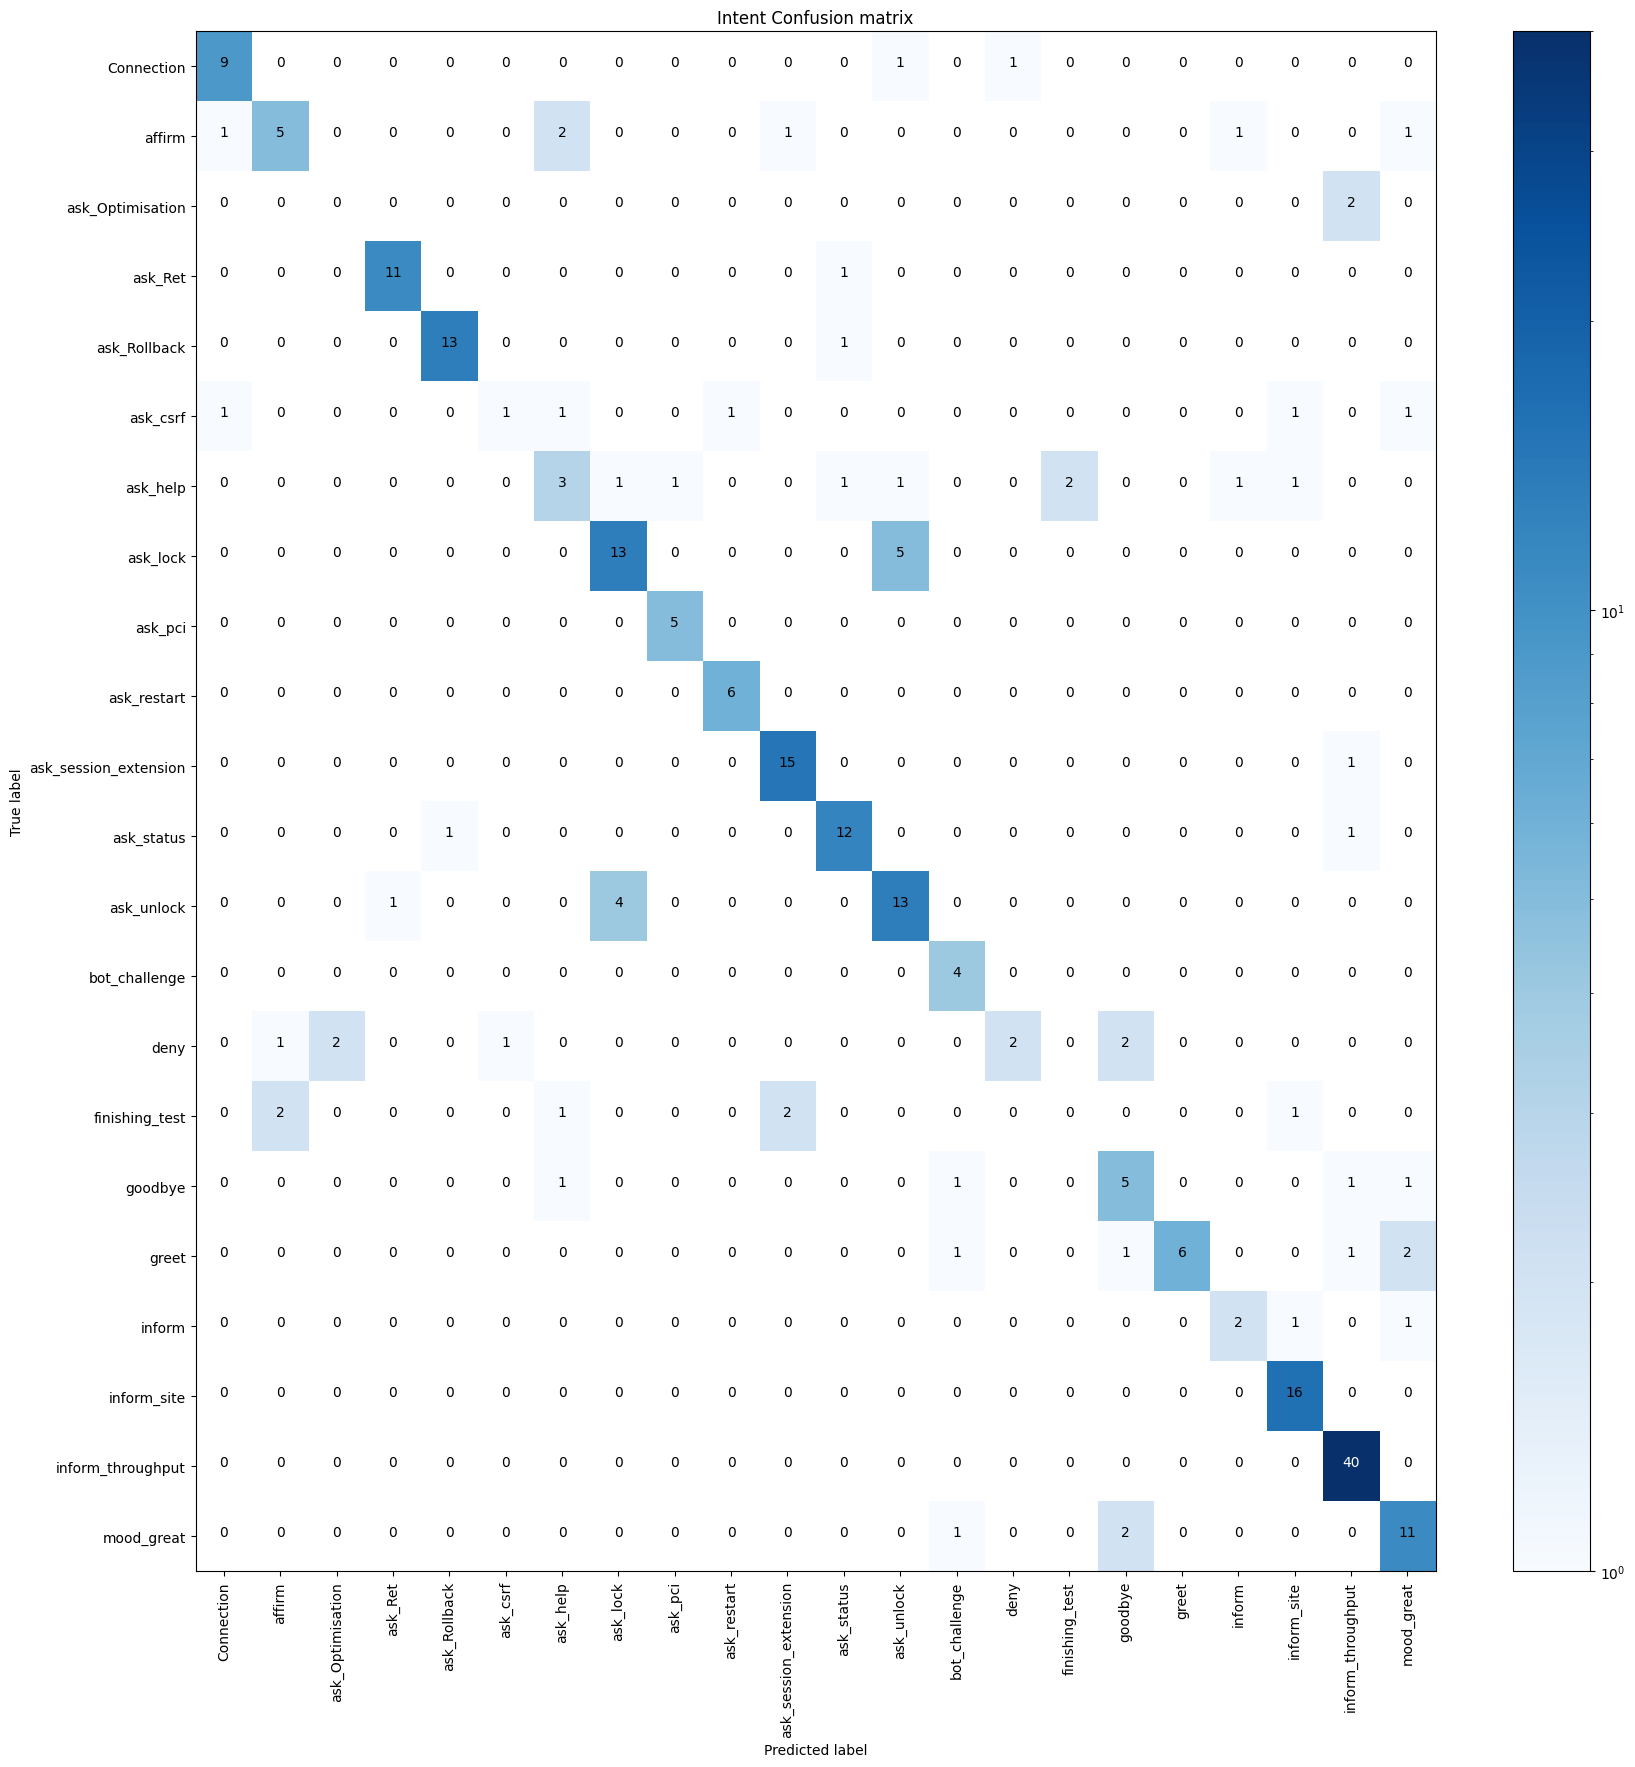 Intent Confusion matrix
Connection 9 0 0 0 0 0 0 0 0 0 0 0 1 0 1 0 0 0 0 0 0 0
affirm 1 5 0 0 0 0 2 0 0 0 1 0 0 0 0 0 0 0 1 0 0 1
ask_Optimisation 0 0 0 0 0 0 0 0 0 0 0 0 0 0 0 0 0 0 0 0 2 0
ask_Ret 0 0 0 11 0 0 0 0 0 0 0 1 0 0 0 0 0 0 0 0 0 0
ask_Rollback 0 0 0 0 13 0 0 0 0 0 0 1 0 0 0 0 0 0 0 0 0 0
ask_csrf 1 0 0 0 0 1 1 0 0 1 0 0 0 0 0 0 0 0 0 1 0 1
ask_help 0 0 0 0 0 0 3 1 1 0 0 1 1 0 0 2 0 0 1 1 0 0
ask_lock 0 0 0 0 0 0 0 13 0 0 0 0 5 0 0 0 0 0 0 0 0 0
ask_pci 0 0 0 0 0 0 0 0 5 0 0 0 0 0 0 0 0 0 0 0 0 0
ask_restart 0 0 0 0 0 0 0 0 0 6 0 0 0 0 0 0 0 0 0 0 0 0
ask_session_extension 0 0 0 0 0 0 0 0 0 0 15 0 0 0 0 0 0 0 0 0 1 0
ask_status 0 0 0 0 1 0 0 0 0 0 0 12 0 0 0 0 0 0 0 0 1 0
ask_unlock 0 0 0 1 0 0 0 4 0 0 0 0 13 0 0 0 0 0 0 0 0 0
bot_challenge 0 0 0 0 0 0 0 0 0 0 0 0 0 4 0 0 0 0 0 0 0 0
deny 0 1 2 0 0 1 0 0 0 0 0 0 0 0 2 0 2 0 0 0 0 0
finishing_test 0 2 0 0 0 0 1 0 0 0 2 0 0 0 0 0 0 0 0 1 0 0
goodbye 0 0 0 0 0 0 1 0 0 0 0 0 0 1 0 0 5 0 0 0 1 1
greet 0 0 0 0 0 0 0 0 0 0 0 0 0 1 0 0 1 6 0 0 1 2
inform 0 0 0 0 0 0 0 0 0 0 0 0 0 0 0 0 0 0 2 1 0 1
inform_site 0 0 0 0 0 0 0 0 0 0 0 0 0 0 0 0 0 0 0 16 0 0
inform_throughput 0 0 0 0 0 0 0 0 0 0 0 0 0 0 0 0 0 0 0 0 40 0
mood_great 0 0 0 0 0 0 0 0 0 0 0 0 0 1 0 0 2 0 0 0 0 11
True label
Connection
affirm
ask_Optimisation
ask_Ret
ask_Rollback
ask_csrf
ask_help
ask_lock
ask_pci
ask_restart
ask_session_extension
ask_status
ask_unlock
bot_challenge
deny
finishing_test
goodbye
greet
inform
inform_site
inform_throughput
mood_great
Predicted label
10¹
10⁰